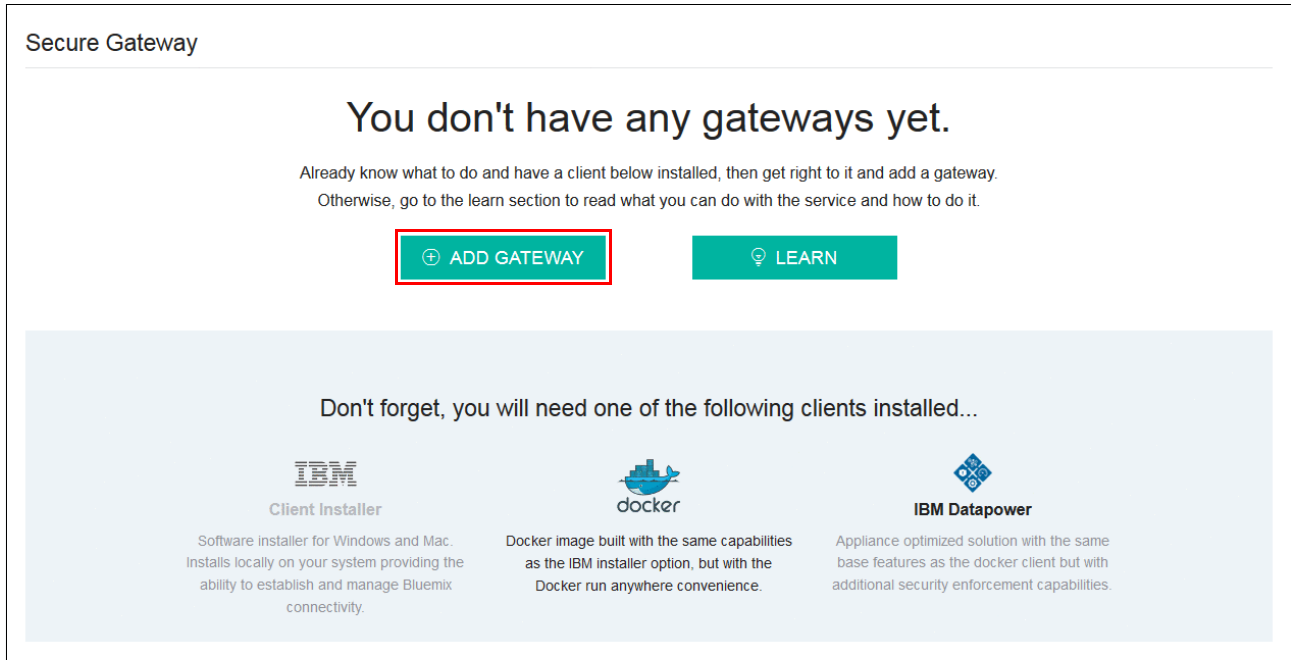 Secure Gateway
You don't have any gateways yet.
Already know what to do and have a client below installed, then get right to it and add a gateway.
Otherwise, go to the learn section to read what you can do with the service and how to do it.
ADD GATEWAY
LEARN
Don't forget, you will need one of the following clients installed...
IBM
Client Installer
Software installer for Windows and Mac.
Installs locally on your system providing the
ability to establish and manage Bluemix
connectivity.
docker
Docker image built with the same capabilities
as the IBM installer option, but with the
Docker run anywhere convenience.
IBM Datapower
Appliance optimized solution with the same
base features as the docker client but with
additional security enforcement capabilities.